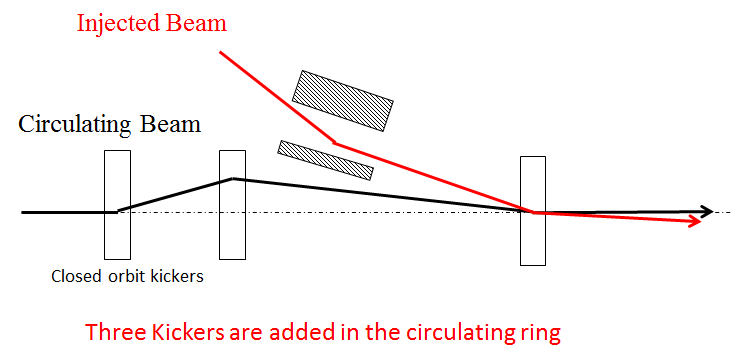 Injected Beam
Circulating Beam
Closed orbit kickers
Three Kickers are added in the circulating ring